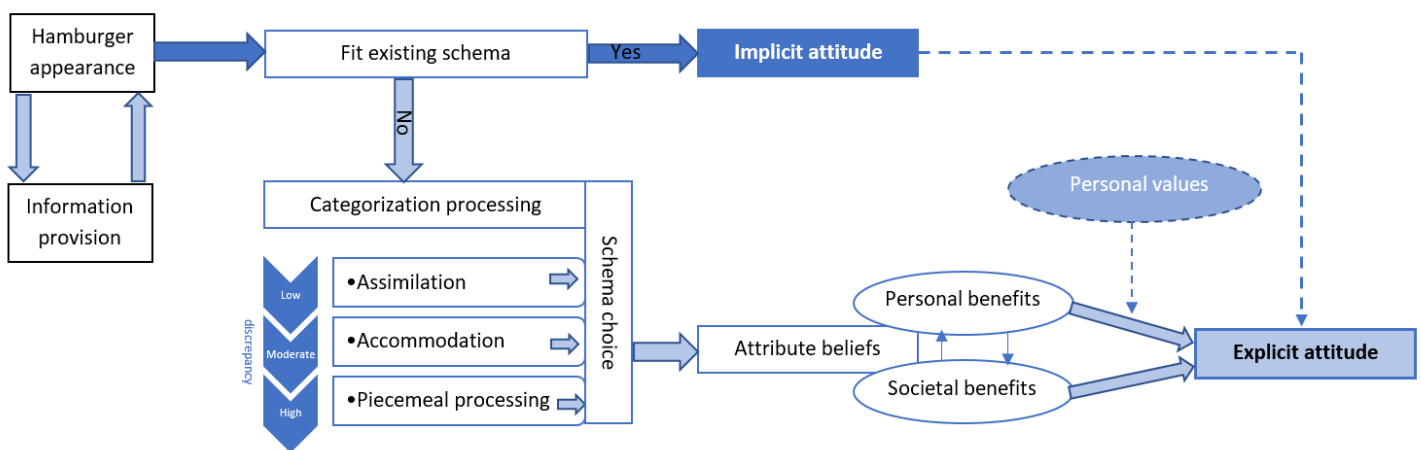 Hamburger
appearance
Fit existing schema
Yes
Implicit attitude
No
Information
provision
Personal values
Categorization processing
Schema choice
discrepancy
Low
Moderate
High
•Assimilation
•Accommodation
•Piecemeal processing
Attribute beliefs
Personal benefits
Societal benefits
Explicit attitude